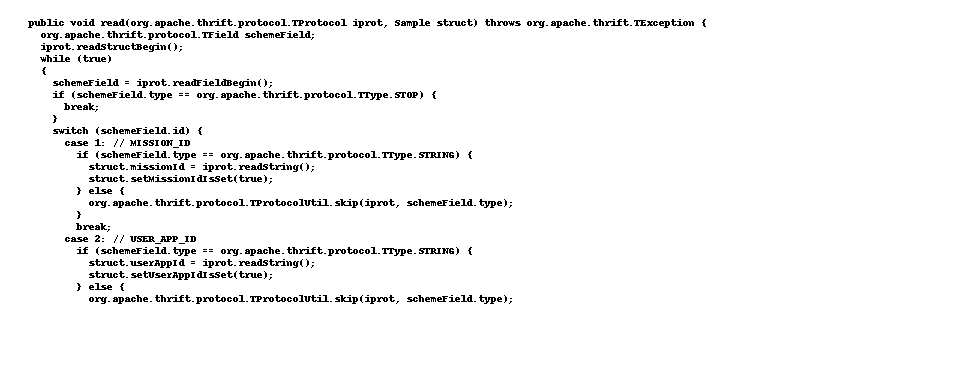 public void read(org.apache.thrift.protocol.TProtocol iprot, Sample struct) throws org.apache.thrift.TException {
org.apache.thrift.protocol.TField schemeField;
iprot.readStructBegin();
while (true)
{
schemeField = iprot.readFieldBegin();
if (schemeField.type == org.apache.thrift.protocol.TType.STOP) {
break;
}
switch (schemeField.id) {
case 1: // MISSION_ID
if (schemeField.type == org.apache.thrift.protocol.TType.STRING) {
struct.missionId = iprot.readString();
struct.setMissionIdIsSet(true);
} else {
org.apache.thrift.protocol.TProtocolUtil.skip(iprot, schemeField.type);
}
break;
case 2: // USER_APP_ID
if (schemeField.type == org.apache.thrift.protocol.TType.STRING) {
struct.userAppId = iprot.readString();
struct.setUserAppIdIsSet(true);
} else {
org.apache.thrift.protocol.TProtocolUtil.skip(iprot, schemeField.type);